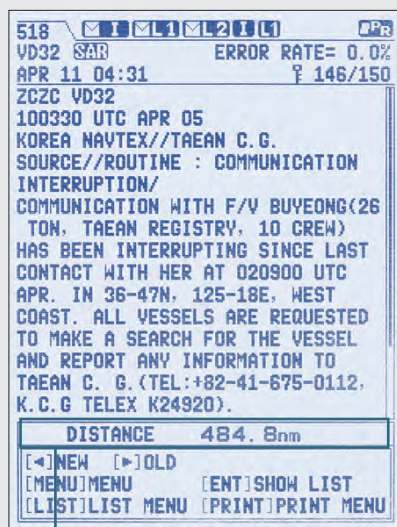 518 I L1 L2 I L1
VD32 SAR ERROR RATE= 0.0%
APR 11 04:31 146/150
ZCZC VD32
100330 UTC APR 05
KOREA NAVTEX//TAEAN C.G.
SOURCE//ROUTINE : COMMUNICATION
INTERRUPTION/
COMMUNICATION WITH F/V BUYEONG(26
TON, TAEAN REGISTRY, 10 CREW)
HAS BEEN INTERRUPTING SINCE LAST
CONTACT WITH HER AT 020900 UTC
APR. IN 36-47N, 125-18E, WEST
COAST. ALL VESSELS ARE REQUESTED
TO MAKE A SEARCH FOR THE VESSEL
AND REPORT ANY INFORMATION TO
TAEAN C. G.(TEL:+82-41-675-0112,
K.C.G TELEX K24920).
DISTANCE 484.8nm
[◄]NEW [►]OLD
[MENU]MENU [ENT]SHOW LIST
[LIST]LIST MENU [PRINT]PRINT MENU